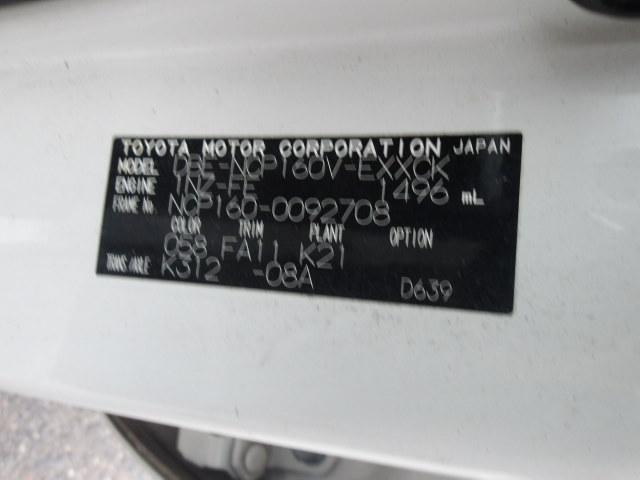 TOYOTA MOTOR CORPORATION JAPAN
MODEL DBE-NCP160V-EXXCK
ENGINE 1NZ-FE 1496 mL
FRAME No. NCP160-0092708
COLOR TRIM PLANT OPTION
058 FA11 K21
TRANS/AXLE K312 -08A
D639